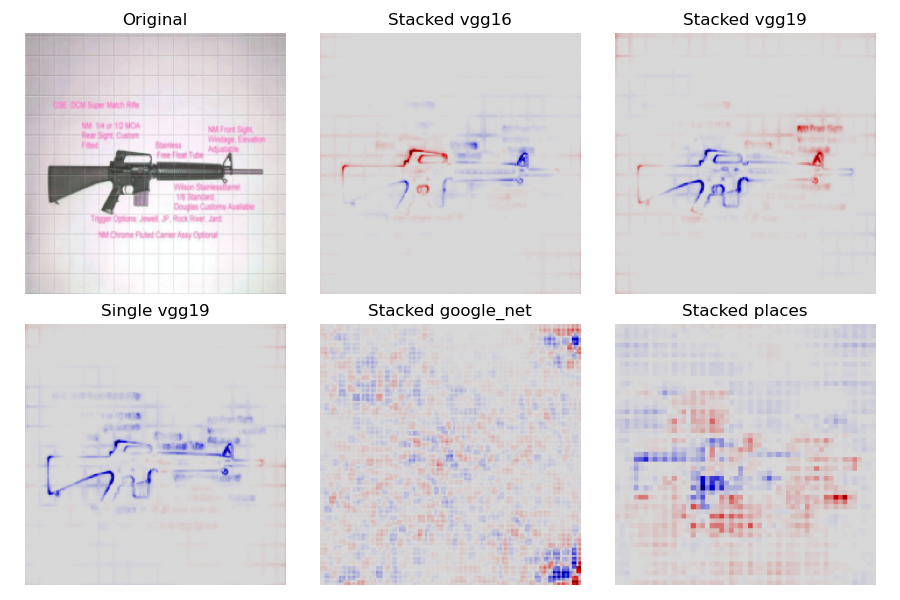 Original
Stacked vgg16
Stacked vgg19
DCM Super Match Rifle
NM 1/4 or 1/2 MOA
Rear Sight, Custom
Fitted
NM Front Sight,
Windage, Elevation
Adjustable
Stainless
Free Float Tube
Wilson Stainless Barrel
1/8 Standard
Douglas Customs Available
Trigger Options: Jewell, JP, Rock River, Jard
NM Chrome Fluted Carrier Assy Optional
Single vgg19
Stacked google_net
Stacked places